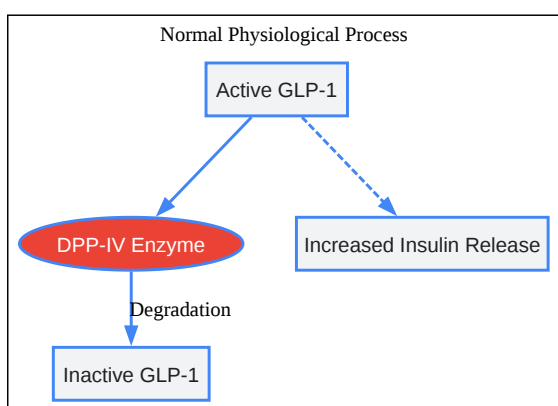 Normal Physiological Process
Active GLP-1
DPP-IV Enzyme
Increased Insulin Release
Degradation
Inactive GLP-1